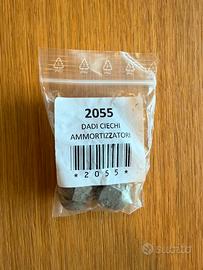 2055
DADI CIECHI
AMMORTIZZATORI
*2055*
subito